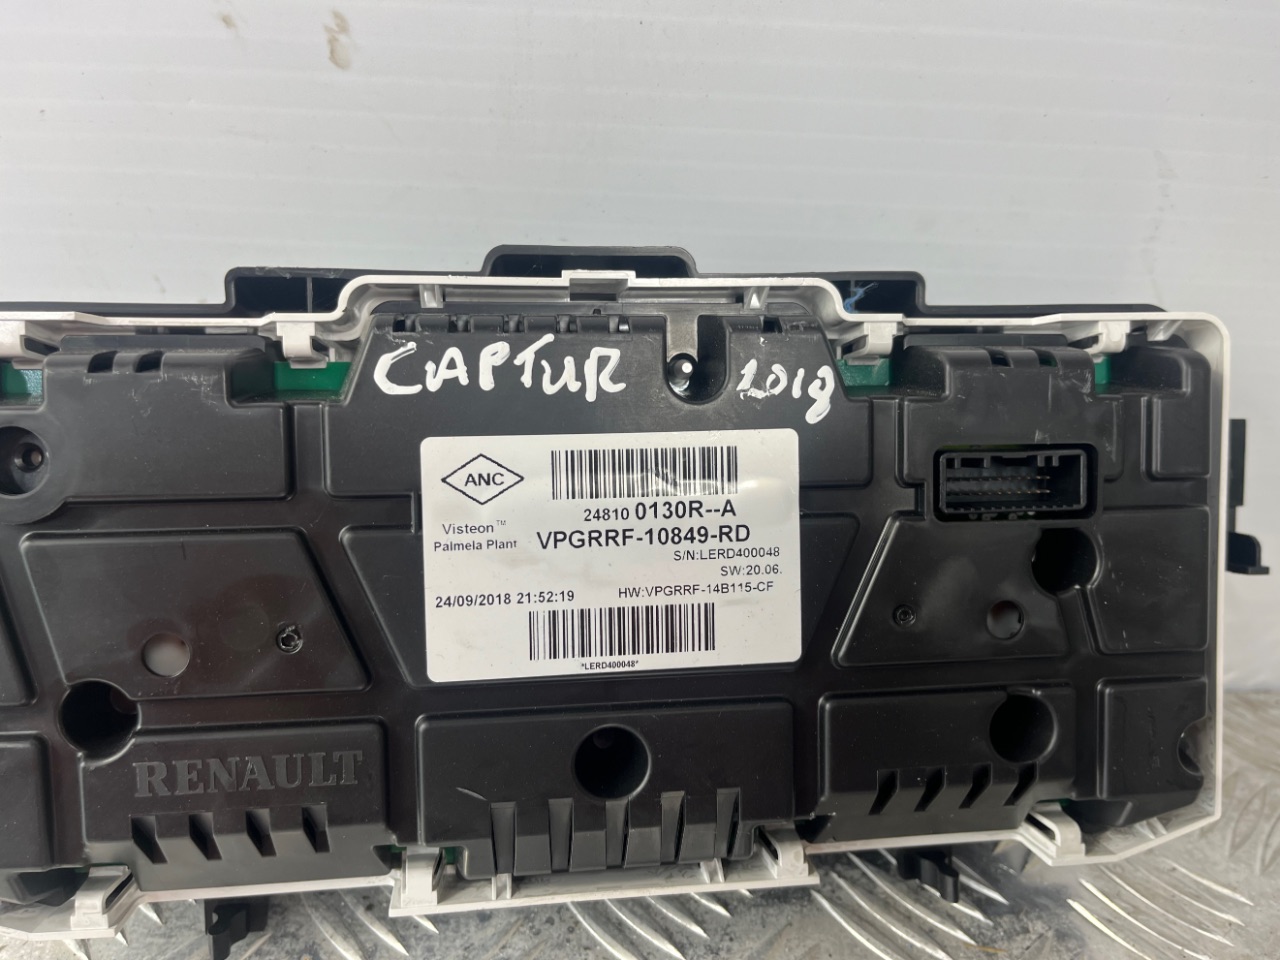 CAPTUR 2018
ANC
24810 0130R--A
Visteon™
Palmela Plant
VPGRRF-10849-RD
S/N:LERD400048
SW:20.06.
24/09/2018 21:52:19 HW:VPGRRF-14B115-CF
*LERD400048*
RENAULT